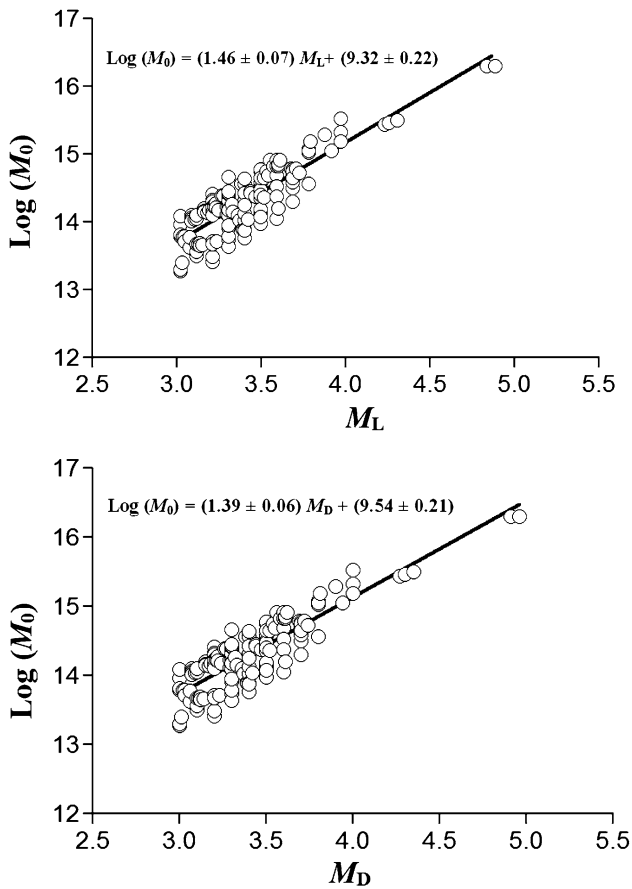 Log (M0) = (1.46 ± 0.07) ML+ (9.32 ± 0.22)
Log (M0)
17
16
15
14
13
12
2.5 3.0 3.5 4.0 4.5 5.0 5.5
ML
Log (M0) = (1.39 ± 0.06) MD + (9.54 ± 0.21)
Log (M0)
17
16
15
14
13
12
2.5 3.0 3.5 4.0 4.5 5.0 5.5
MD